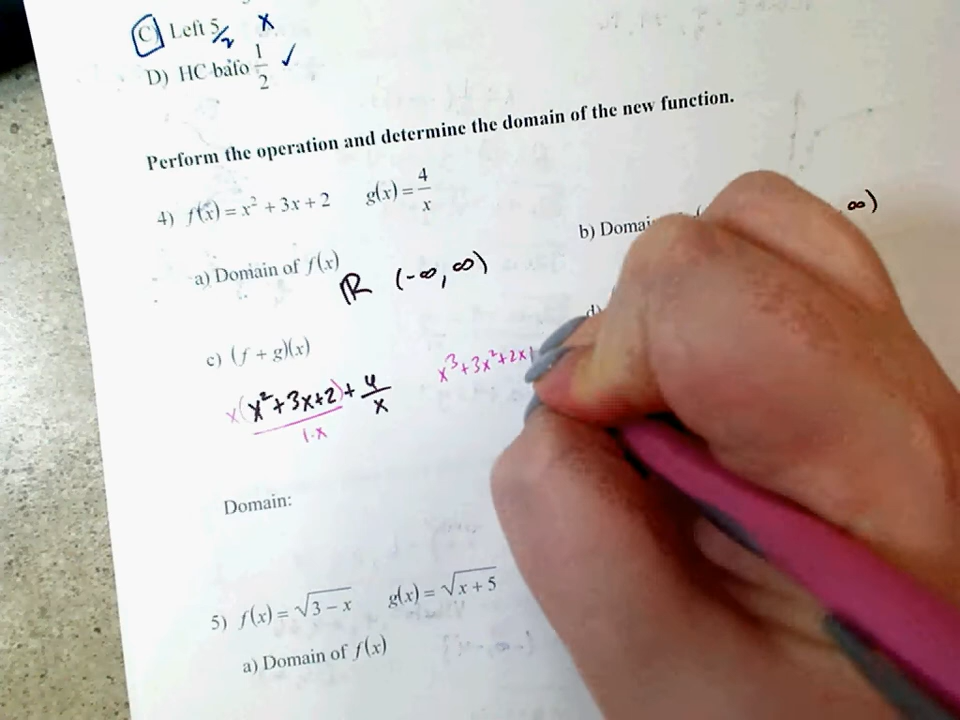 C) Left 5/2 x
D) HC bafo 1/2 ✓
Perform the operation and determine the domain of the new function.
4) f(x) = x² + 3x + 2 g(x) = 4/x
a) Domain of f(x)
ℝ (-∞, ∞)
b) Domai ∞)
c) (f + g)(x)
d)
x(x² + 3x + 2) + 4/x
1·x
x³ + 3x² + 2x
Domain:
5) f(x) = √(3 − x) g(x) = √(x + 5)
a) Domain of f(x)